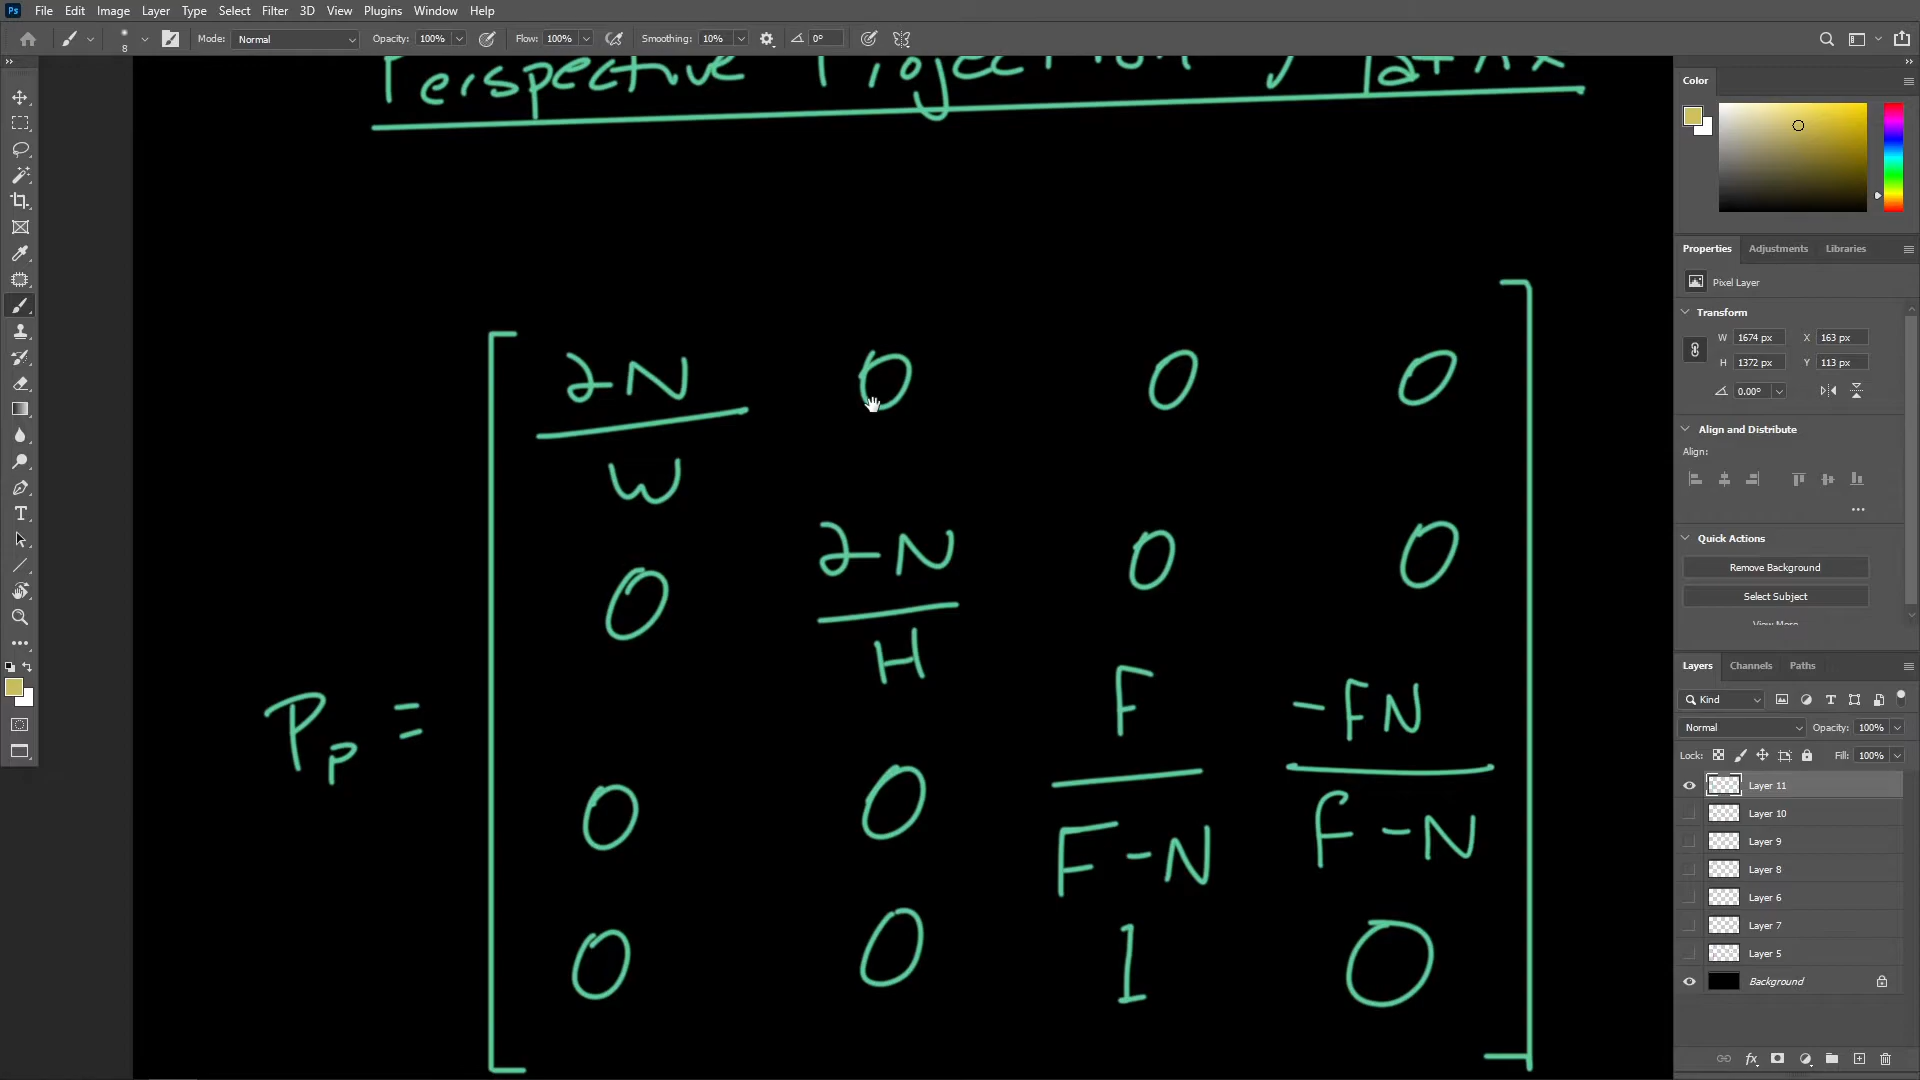 Ps File Edit Image Layer Type Select Filter 3D View Plugins Window Help
8 Mode: Normal Opacity: 100% Flow: 100% Smoothing: 10% 0°
Perspective Projection Matrix
2N 0 0 0
W
0 2N 0 0
H
Pp =
0 0 F -FN
F-N F-N
0 0 1 0
Color
Properties Adjustments Libraries
Pixel Layer
Transform
W 1674 px X 163 px
H 1372 px Y 113 px
0.00°
Align and Distribute
Align:
Quick Actions
Remove Background
Select Subject
View More
Layers Channels Paths
Kind
Normal Opacity: 100%
Lock: Fill: 100%
Layer 11
Layer 10
Layer 9
Layer 8
Layer 6
Layer 7
Layer 5
Background